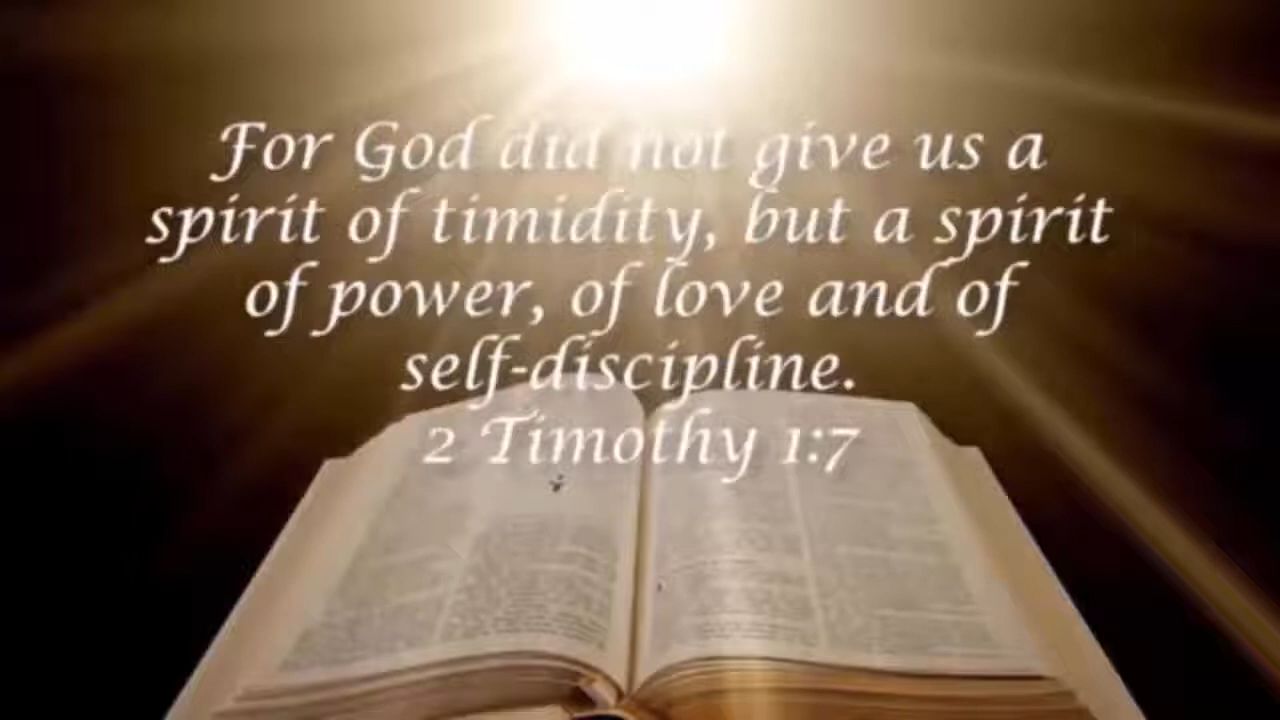 For God did not give us a
spirit of timidity, but a spirit
of power, of love and of
self-discipline.
2 Timothy 1:7